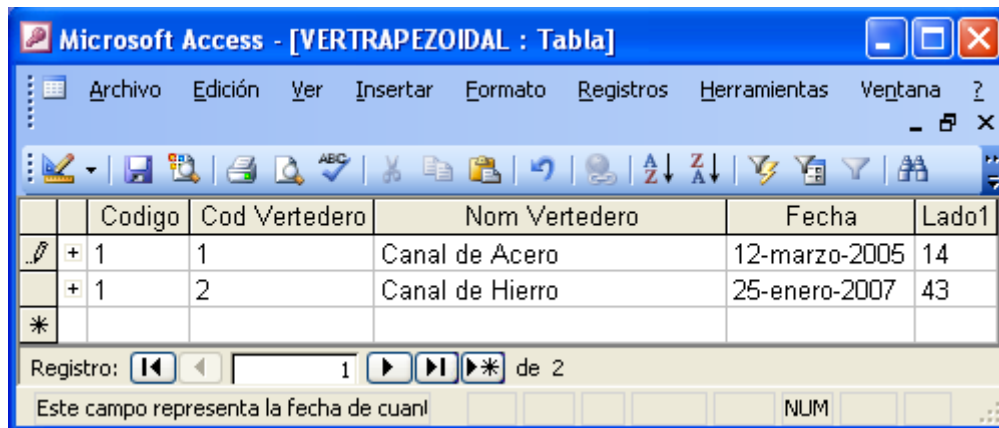 Microsoft Access - [VERTRAPEZOIDAL : Tabla]
Archivo Edición Ver Insertar Formato Registros Herramientas Ventana ?
ABC A Z Z A
Codigo Cod Vertedero Nom Vertedero Fecha Lado1
+ 1 1 Canal de Acero 12-marzo-2005 14
+ 1 2 Canal de Hierro 25-enero-2007 43
Registro: 1 de 2
Este campo representa la fecha de cuan
NUM